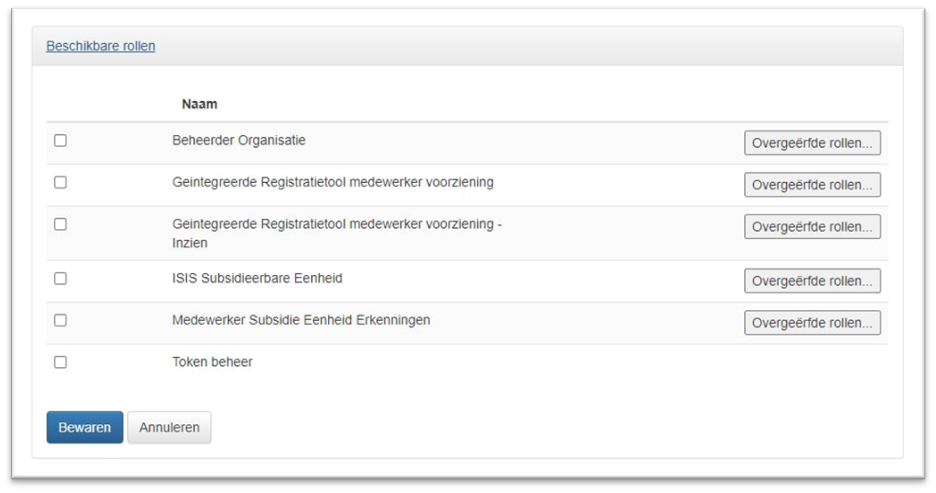 Beschikbare rollen
Naam
Beheerder Organisatie
Overgeërfde rollen...
Geintegreerde Registratietool medewerker voorziening
Overgeërfde rollen...
Geintegreerde Registratietool medewerker voorziening -
Inzien
Overgeërfde rollen...
ISIS Subsidieerbare Eenheid
Overgeërfde rollen...
Medewerker Subsidie Eenheid Erkenningen
Overgeërfde rollen...
Token beheer
Bewaren
Annuleren